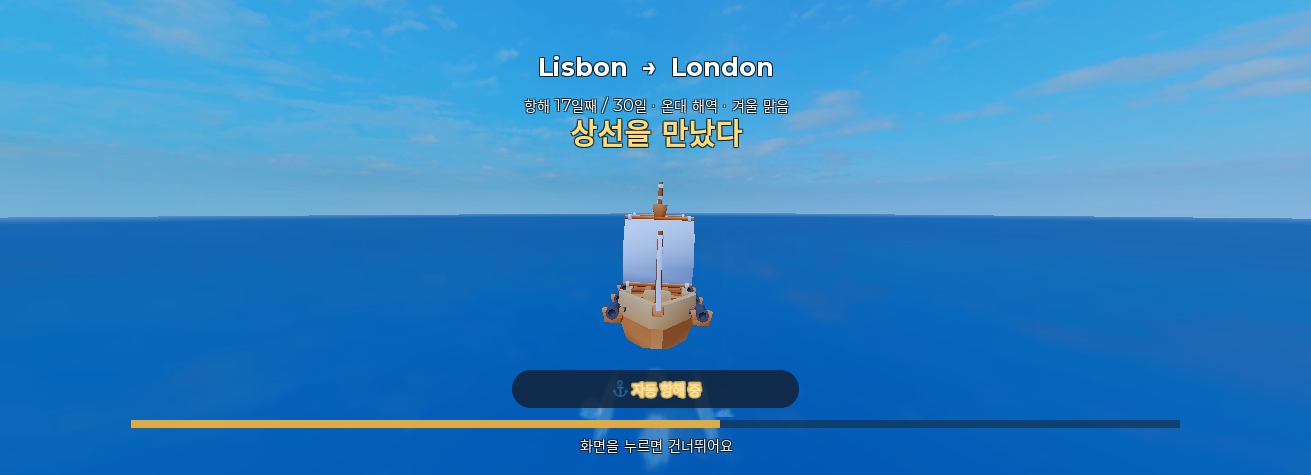 Lisbon → London
항해 17일째 / 30일 · 온대 해역 · 겨울 맑음
상선을 만났다
⚓ 자동 항해 중
화면을 누르면 건너뛰어요